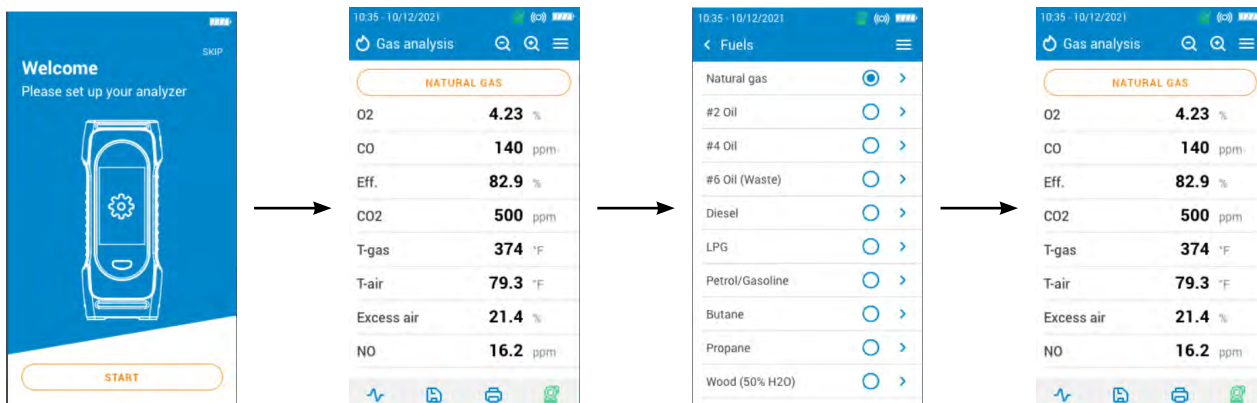 SKIP
Welcome
Please set up your analyzer
START
10:35 - 10/12/2021
Gas analysis
NATURAL GAS
O2 4.23 %
CO 140 ppm
Eff. 82.9 %
CO2 500 ppm
T-gas 374 °F
T-air 79.3 °F
Excess air 21.4 %
NO 16.2 ppm
10:35 - 10/12/2021
< Fuels
Natural gas
#2 Oil
#4 Oil
#6 Oil (Waste)
Diesel
LPG
Petrol/Gasoline
Butane
Propane
Wood (50% H2O)
10:35 - 10/12/2021
Gas analysis
NATURAL GAS
O2 4.23 %
CO 140 ppm
Eff. 82.9 %
CO2 500 ppm
T-gas 374 °F
T-air 79.3 °F
Excess air 21.4 %
NO 16.2 ppm